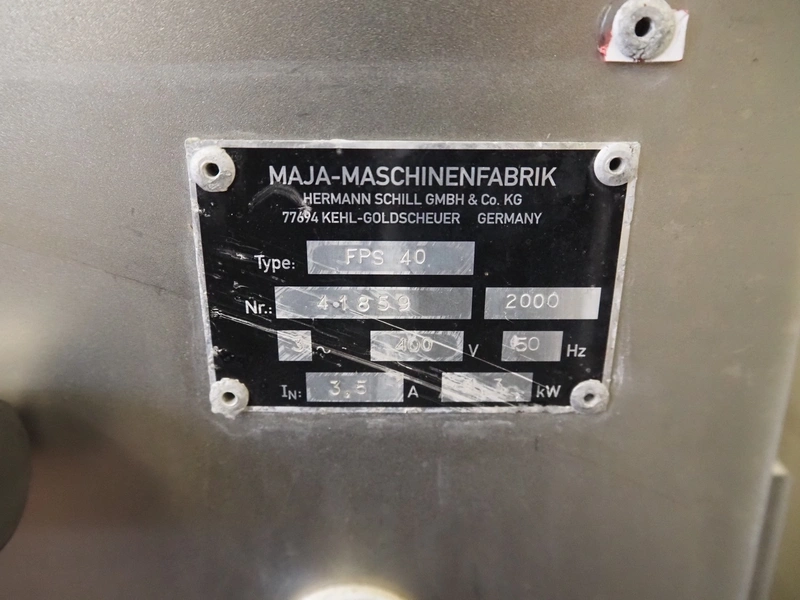 MAJA-MASCHINENFABRIK
HERMANN SCHILL GMBH & Co. KG
77694 KEHL-GOLDSCHEUER GERMANY
Type: FPS 40
Nr.: 41859 2000
3 ~ 400 V 50 Hz
IN: 3,5 A kW